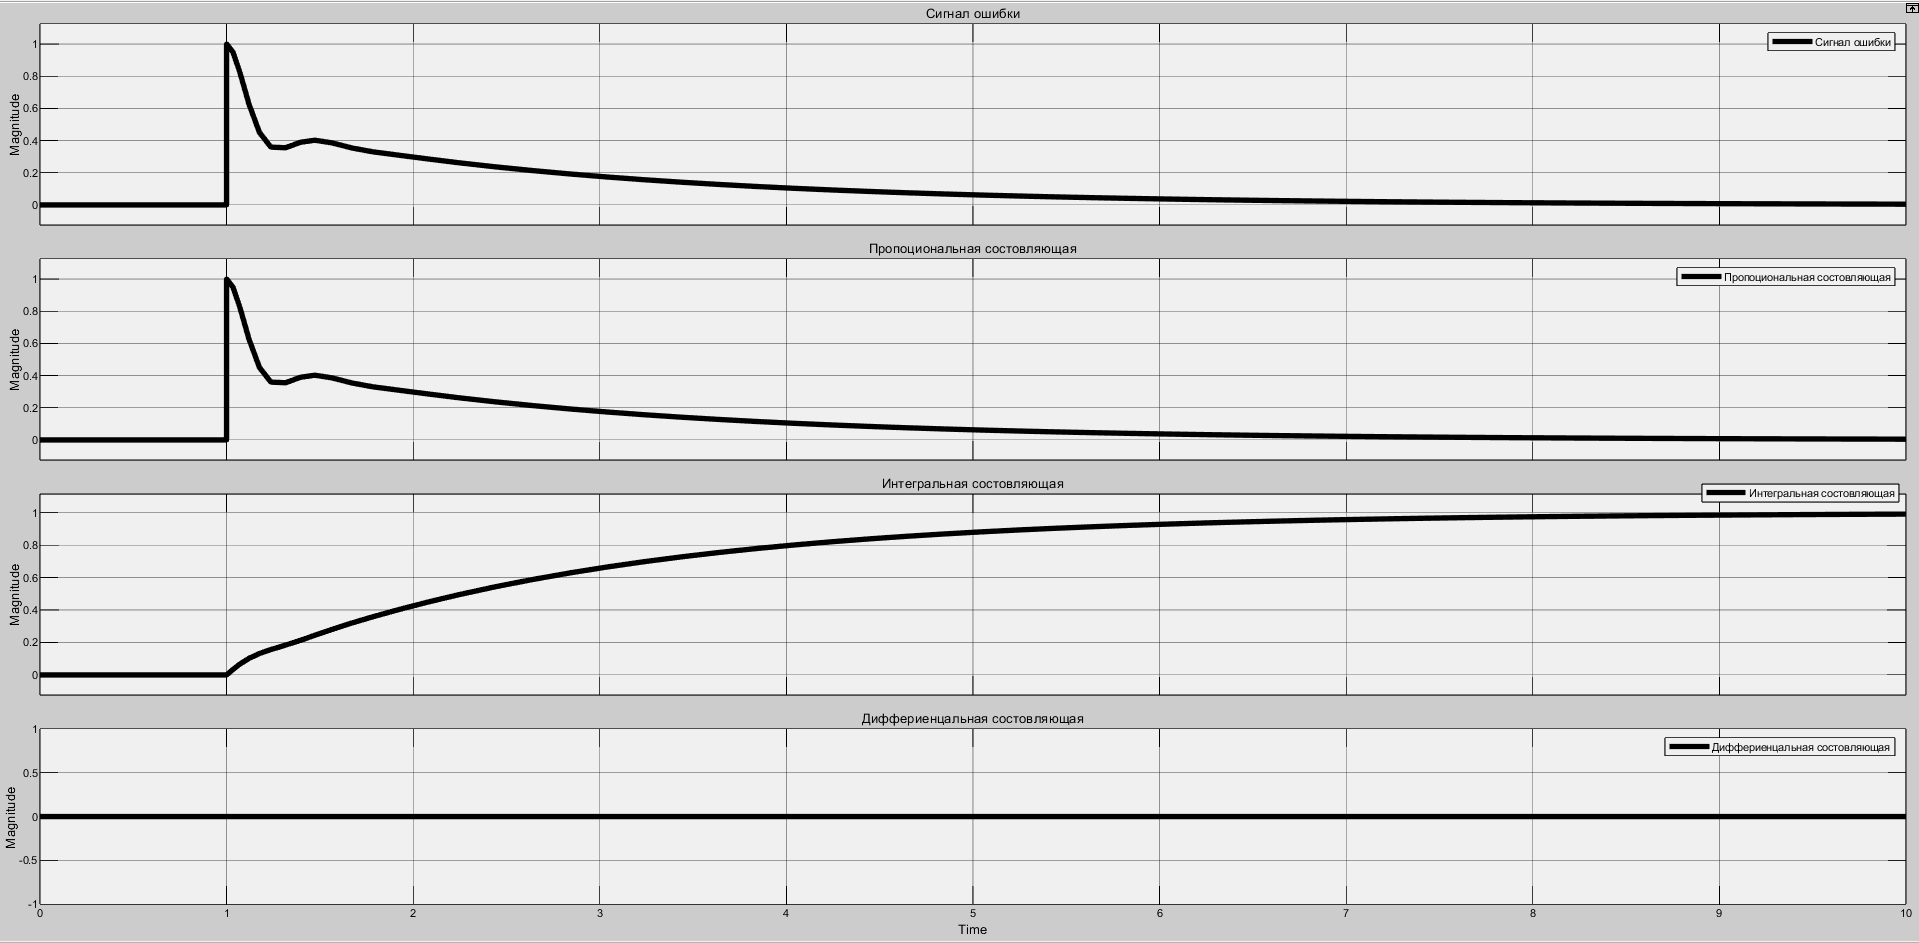 Сигнал ошибки
Сигнал ошибки
Magnitude
1
0.8
0.6
0.4
0.2
0
Пропоциональная состовляющая
Пропоциональная состовляющая
Magnitude
1
0.8
0.6
0.4
0.2
0
Интегральная состовляющая
Интегральная состовляющая
Magnitude
1
0.8
0.6
0.4
0.2
0
Диффериенцальная состовляющая
Диффериенцальная состовляющая
Magnitude
1
0.5
0
-0.5
-1
0 1 2 3 4 5 6 7 8 9 10
Time